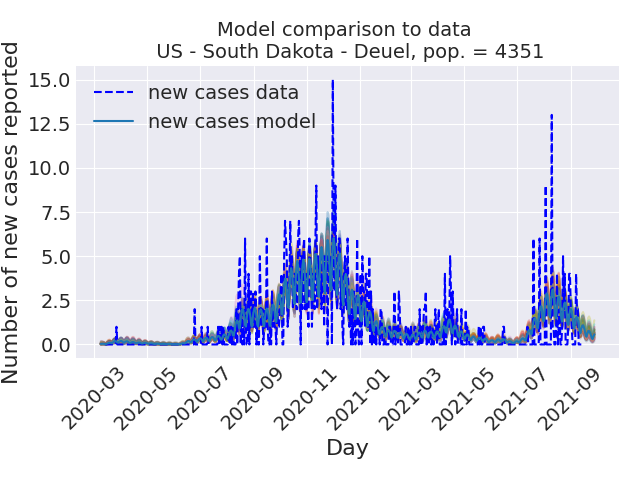 Model comparison to data
US - South Dakota - Deuel, pop. = 4351
Number of new cases reported
15.0
12.5
10.0
7.5
5.0
2.5
0.0
new cases data
new cases model
2020-03
2020-05
2020-07
2020-09
2020-11
2021-01
2021-03
2021-05
2021-07
2021-09
Day